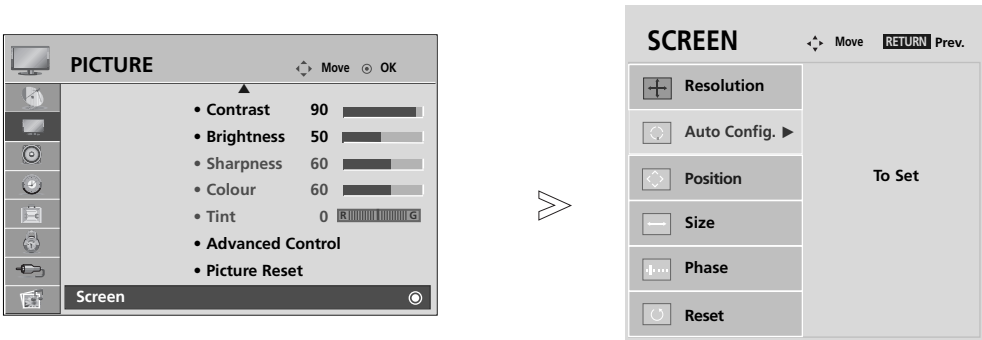 PICTURE
Move OK
• Contrast 90
• Brightness 50
• Sharpness 60
• Colour 60
• Tint 0 R G
• Advanced Control
• Picture Reset
Screen
SCREEN
Move RETURN Prev.
Resolution
Auto Config. ►
Position
Size
Phase
Reset
To Set